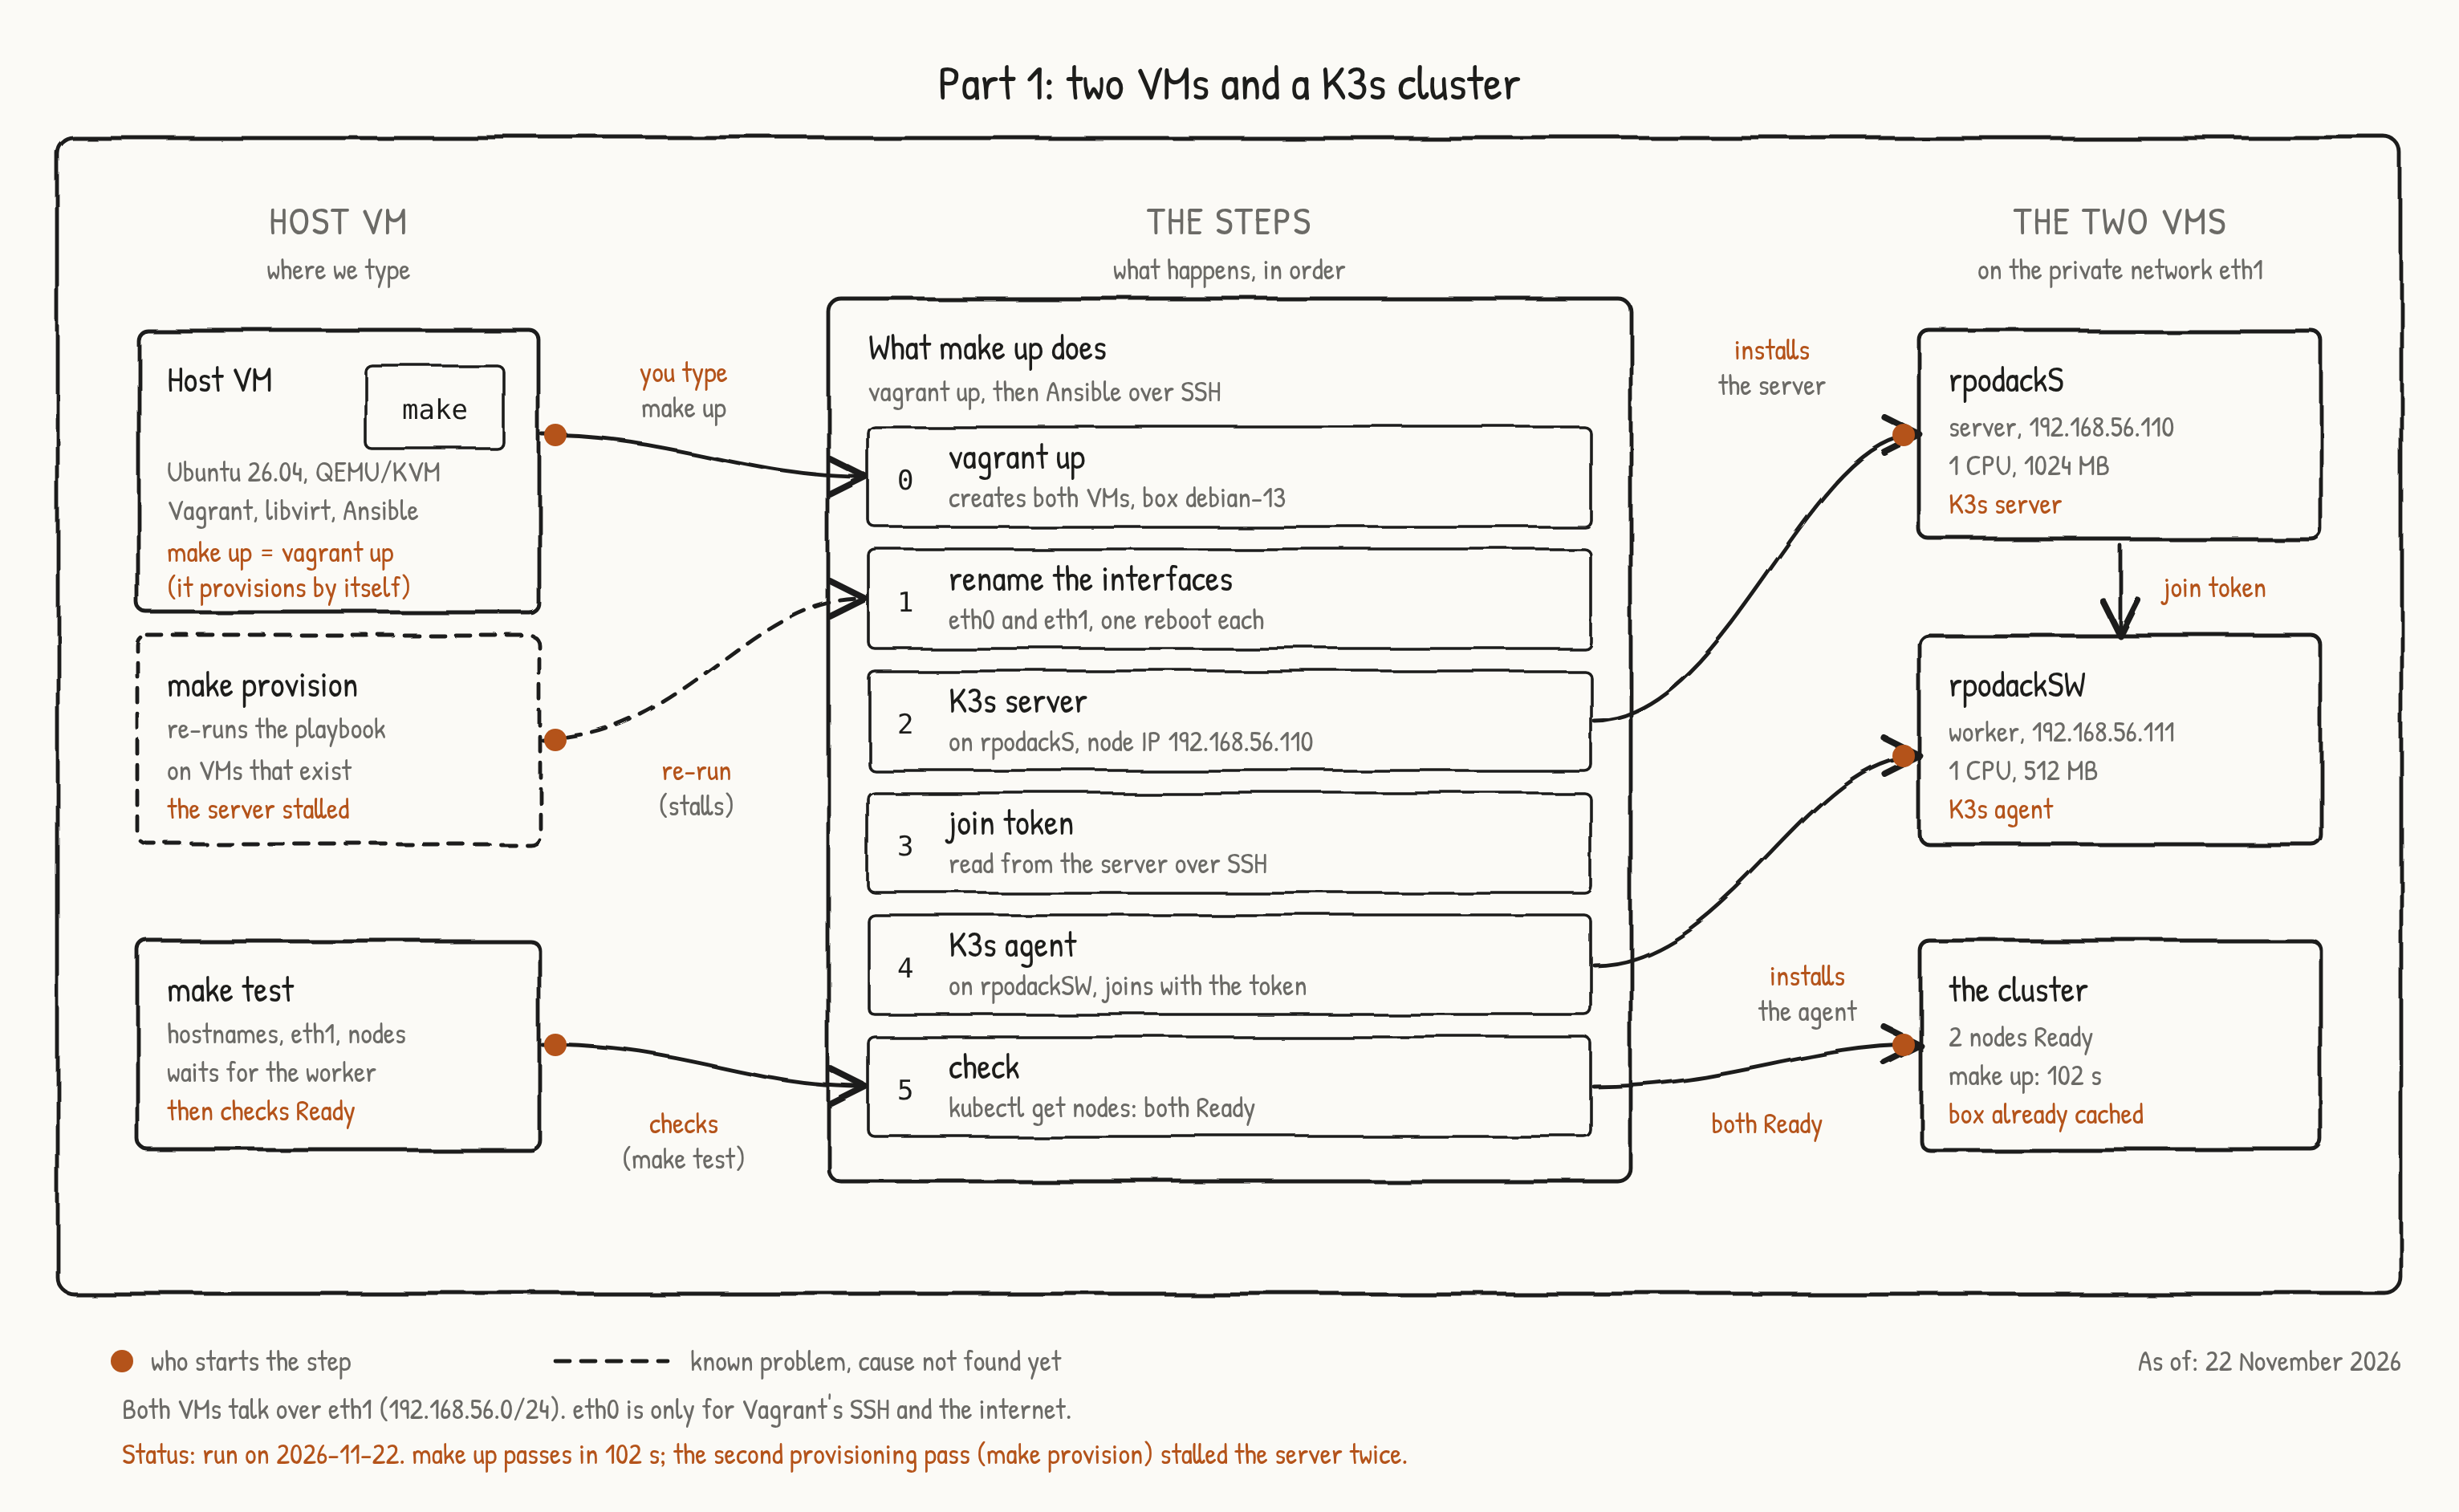 Part 1: two VMs and a K3s cluster
HOST VM
where we type
Host VM
make
Ubuntu 26.04, QEMU/KVM
Vagrant, libvirt, Ansible
make up = vagrant up
(it provisions by itself)
make provision
re-runs the playbook
on VMs that exist
the server stalled
make test
hostnames, eth1, nodes
waits for the worker
then checks Ready
you type
make up
re-run
(stalls)
checks
(make test)
THE STEPS
what happens, in order
What make up does
vagrant up, then Ansible over SSH
0
vagrant up
creates both VMs, box debian-13
1
rename the interfaces
eth0 and eth1, one reboot each
2
K3s server
on rpodackS, node IP 192.168.56.110
3
join token
read from the server over SSH
4
K3s agent
on rpodackSW, joins with the token
5
check
kubectl get nodes: both Ready
installs
the server
installs
the agent
both Ready
THE TWO VMS
on the private network eth1
rpodackS
server, 192.168.56.110
1 CPU, 1024 MB
K3s server
join token
rpodackSW
worker, 192.168.56.111
1 CPU, 512 MB
K3s agent
the cluster
2 nodes Ready
make up: 102 s
box already cached
who starts the step
known problem, cause not found yet
As of: 22 November 2026
Both VMs talk over eth1 (192.168.56.0/24). eth0 is only for Vagrant's SSH and the internet.
Status: run on 2026-11-22. make up passes in 102 s; the second provisioning pass (make provision) stalled the server twice.